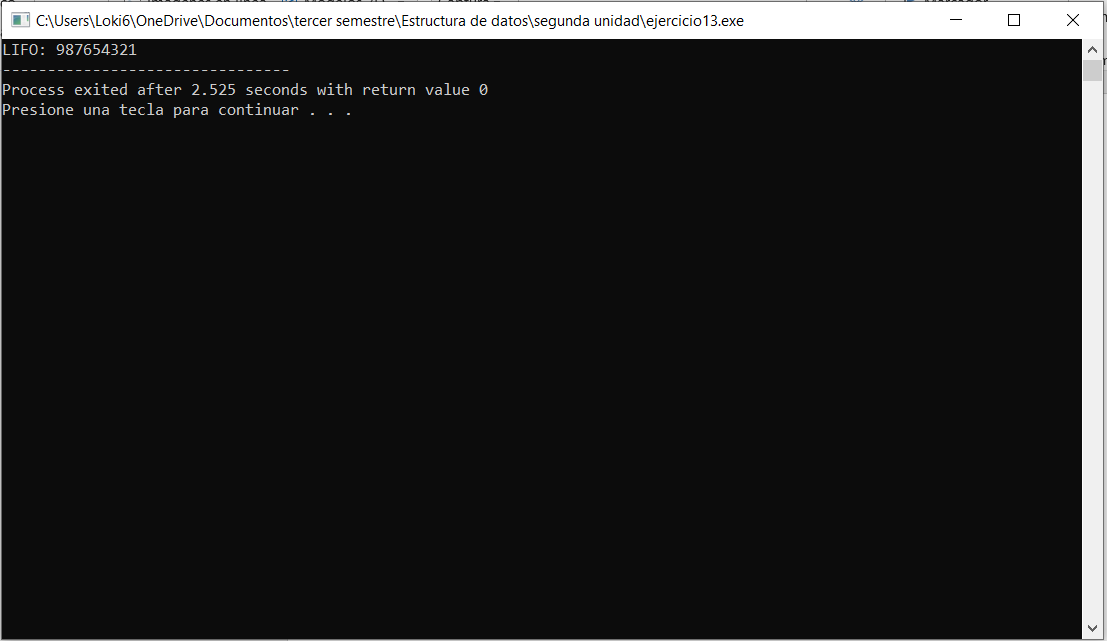 C:\Users\Loki6\OneDrive\Documentos\tercer semestre\Estructura de datos\segunda unidad\ejercicio13.exe
LIFO: 987654321
--------------------------------
Process exited after 2.525 seconds with return value 0
Presione una tecla para continuar . . .